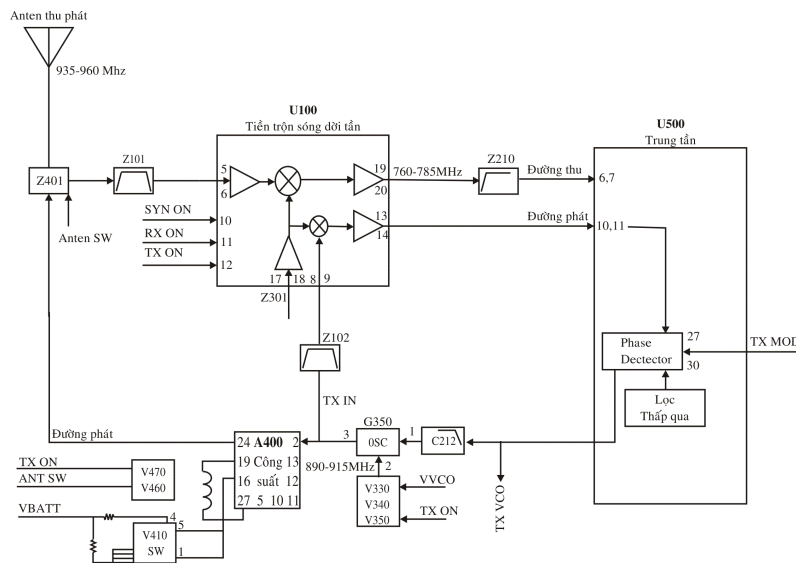 Anten thu phát
935-960 Mhz
U100
Tiền trộn sóng dời tần
U500
Trung tần
Z401
Z101
5
6
19
20
760-785MHz
Z210
Đường thu
6,7
SYN ON
10
RX ON
11
TX ON
12
13
14
Đường phát
10,11
Anten SW
17
18
8
9
Z301
Z102
Phase
Dectector
27
30
TX MOD
Lọc
Thấp qua
TX IN
Đường phát
24
A400
2
19
Công
13
16
suất
12
27
5
10
11
3
G350
0SC
1
C212
890-915MHz
2
V330
V340
V350
VVCO
TX ON
TX VCO
TX ON
ANT SW
V470
V460
VBATT
4
5
V410
SW
1